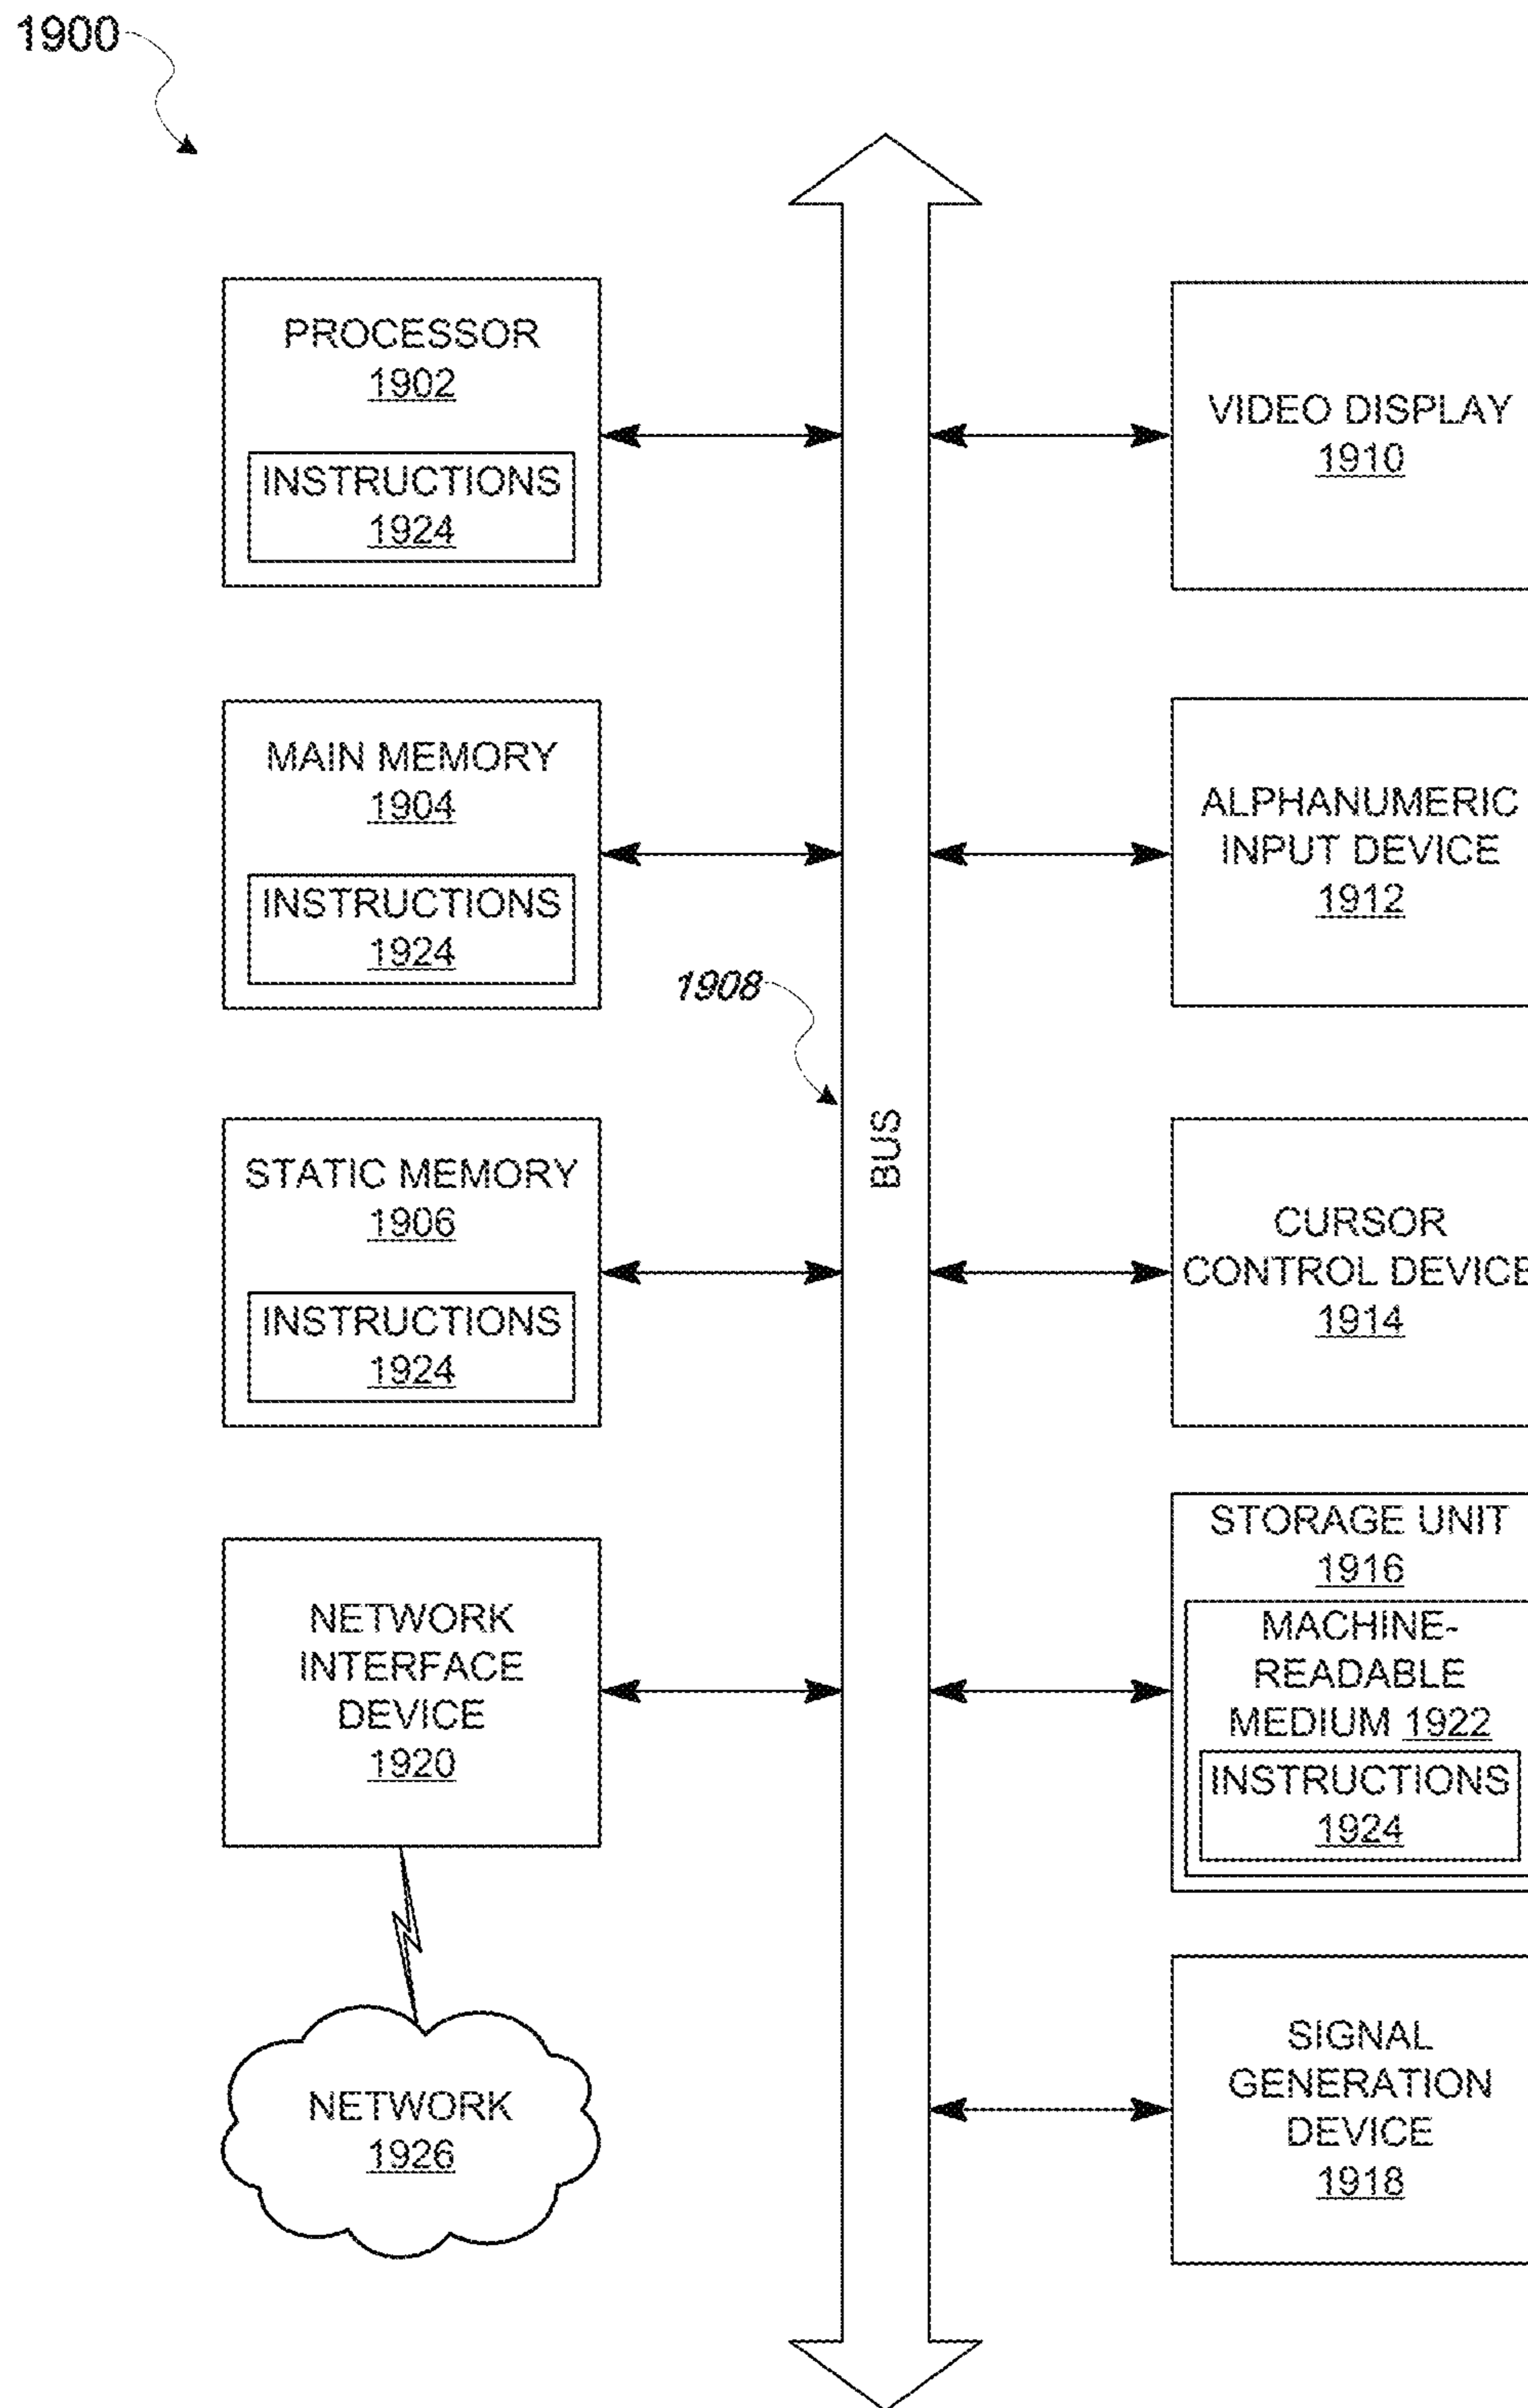 1900
PROCESSOR
1902
INSTRUCTIONS
1924
MAIN MEMORY
1904
INSTRUCTIONS
1924
STATIC MEMORY
1906
INSTRUCTIONS
1924
NETWORK
INTERFACE
DEVICE
1920
NETWORK
1926
1908
BUS
VIDEO DISPLAY
1910
ALPHANUMERIC
INPUT DEVICE
1912
CURSOR
CONTROL DEVICE
1914
STORAGE UNIT
1916
MACHINE-
READABLE
MEDIUM 1922
INSTRUCTIONS
1924
SIGNAL
GENERATION
DEVICE
1918